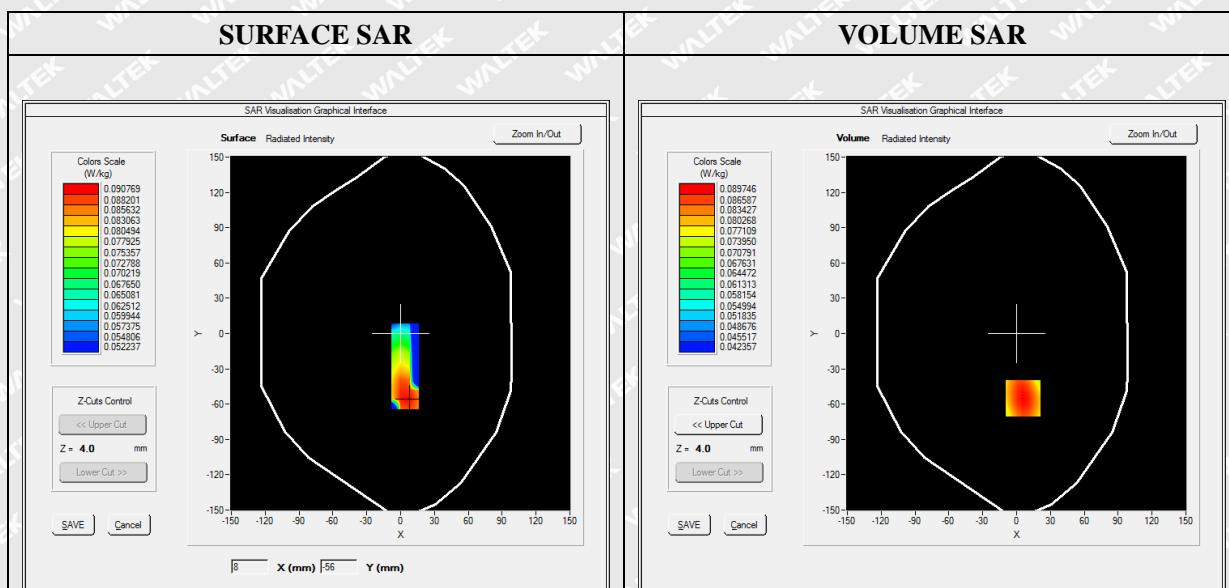 SURFACE SAR
VOLUME SAR
SAR Visualisation Graphical Interface
Surface Radiated Intensity
Zoom In/Out
Colors Scale
(W/kg)
0.090769
0.088201
0.085632
0.083063
0.080494
0.077925
0.075357
0.072788
0.070219
0.067650
0.065081
0.062512
0.059944
0.057375
0.054806
0.052237
Z-Cuts Control
<< Upper Cut
Z = 4.0 mm
Lower Cut >>
SAVE Cancel
150
120
90
60
30
0
-30
-60
-90
-120
-150
Y
-150 -120 -90 -60 -30 0 30 60 90 120 150
X
8 X (mm) -56 Y (mm)
SAR Visualisation Graphical Interface
Volume Radiated Intensity
Zoom In/Out
Colors Scale
(W/kg)
0.089746
0.086587
0.083427
0.080268
0.077109
0.073950
0.070791
0.067631
0.064472
0.061313
0.058154
0.054994
0.051835
0.048676
0.045517
0.042357
Z-Cuts Control
<< Upper Cut
Z = 4.0 mm
Lower Cut >>
SAVE Cancel
150
120
90
60
30
0
-30
-60
-90
-120
-150
Y
-150 -120 -90 -60 -30 0 30 60 90 120 150
X
WALTEK